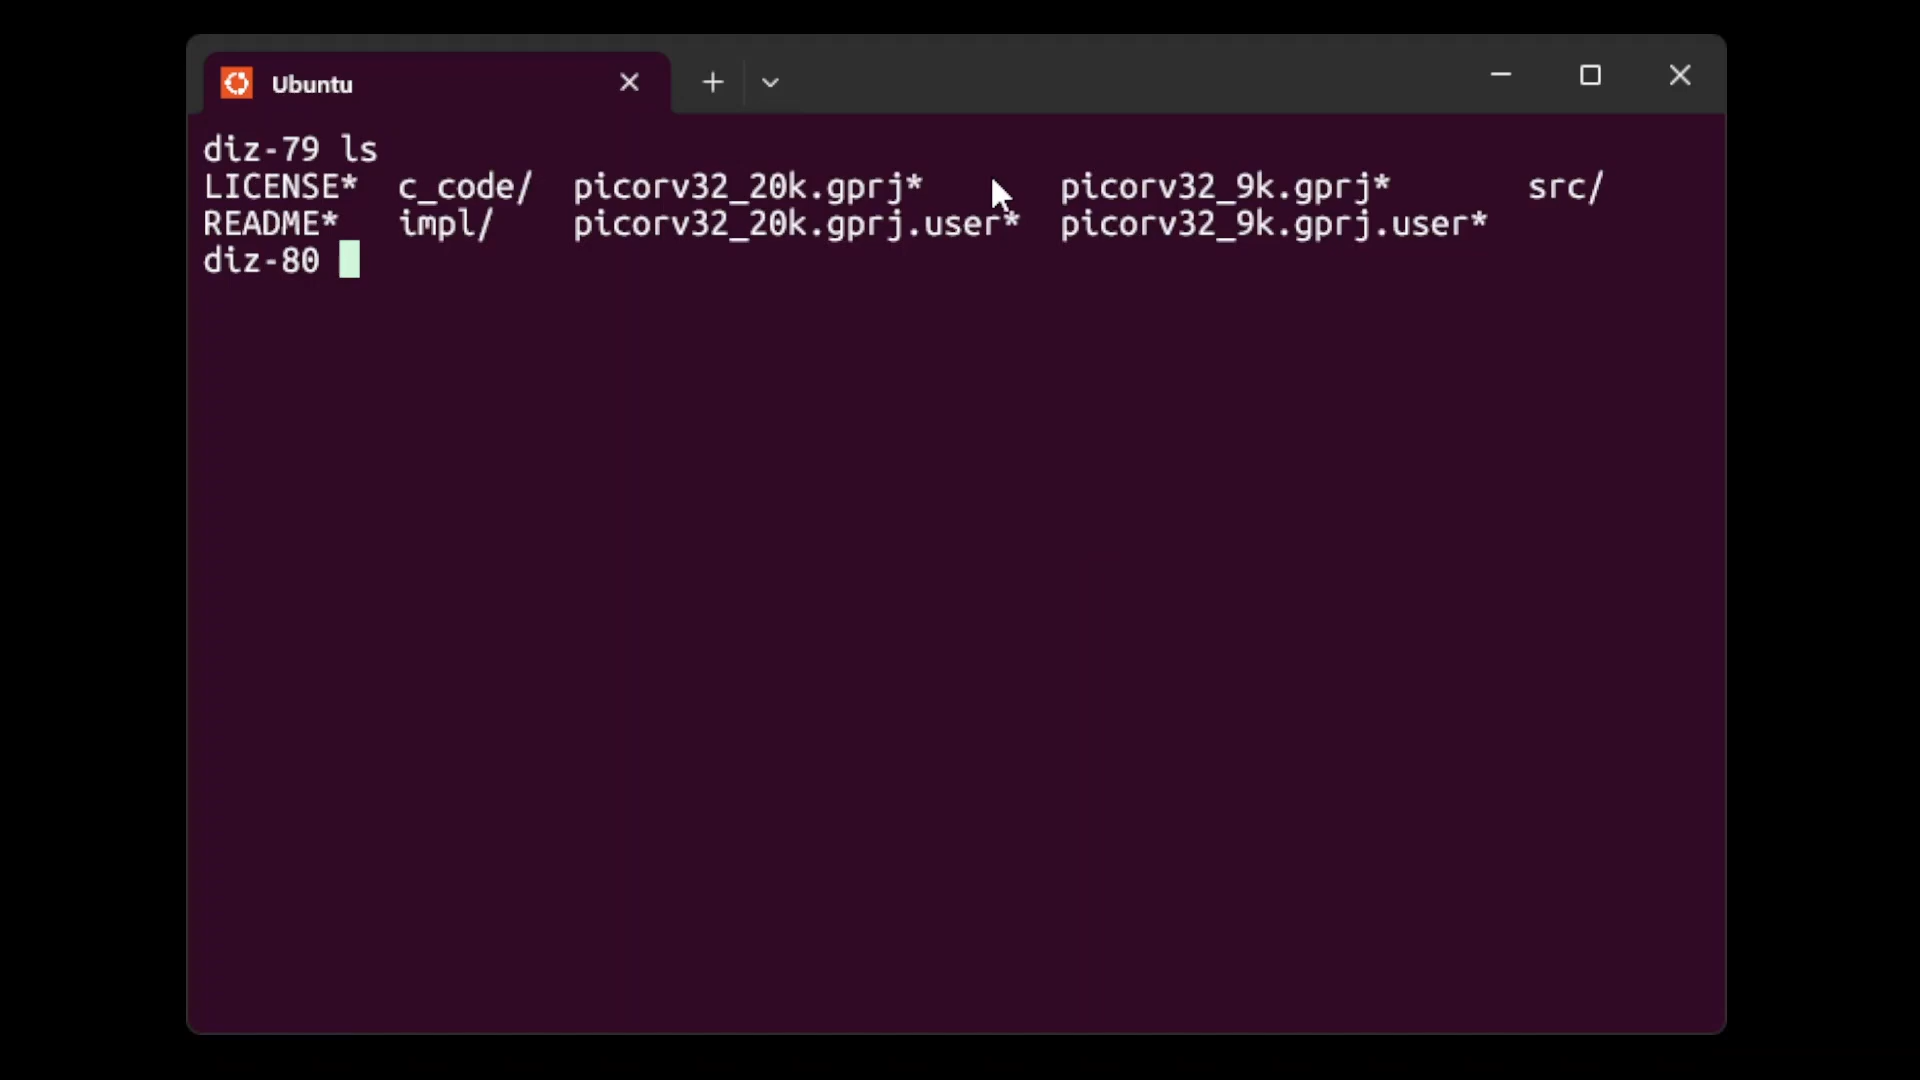 Ubuntu
diz-79 ls
LICENSE*  c_code/  picorv32_20k.gprj*       picorv32_9k.gprj*       src/
README*   impl/    picorv32_20k.gprj.user*  picorv32_9k.gprj.user*
diz-80